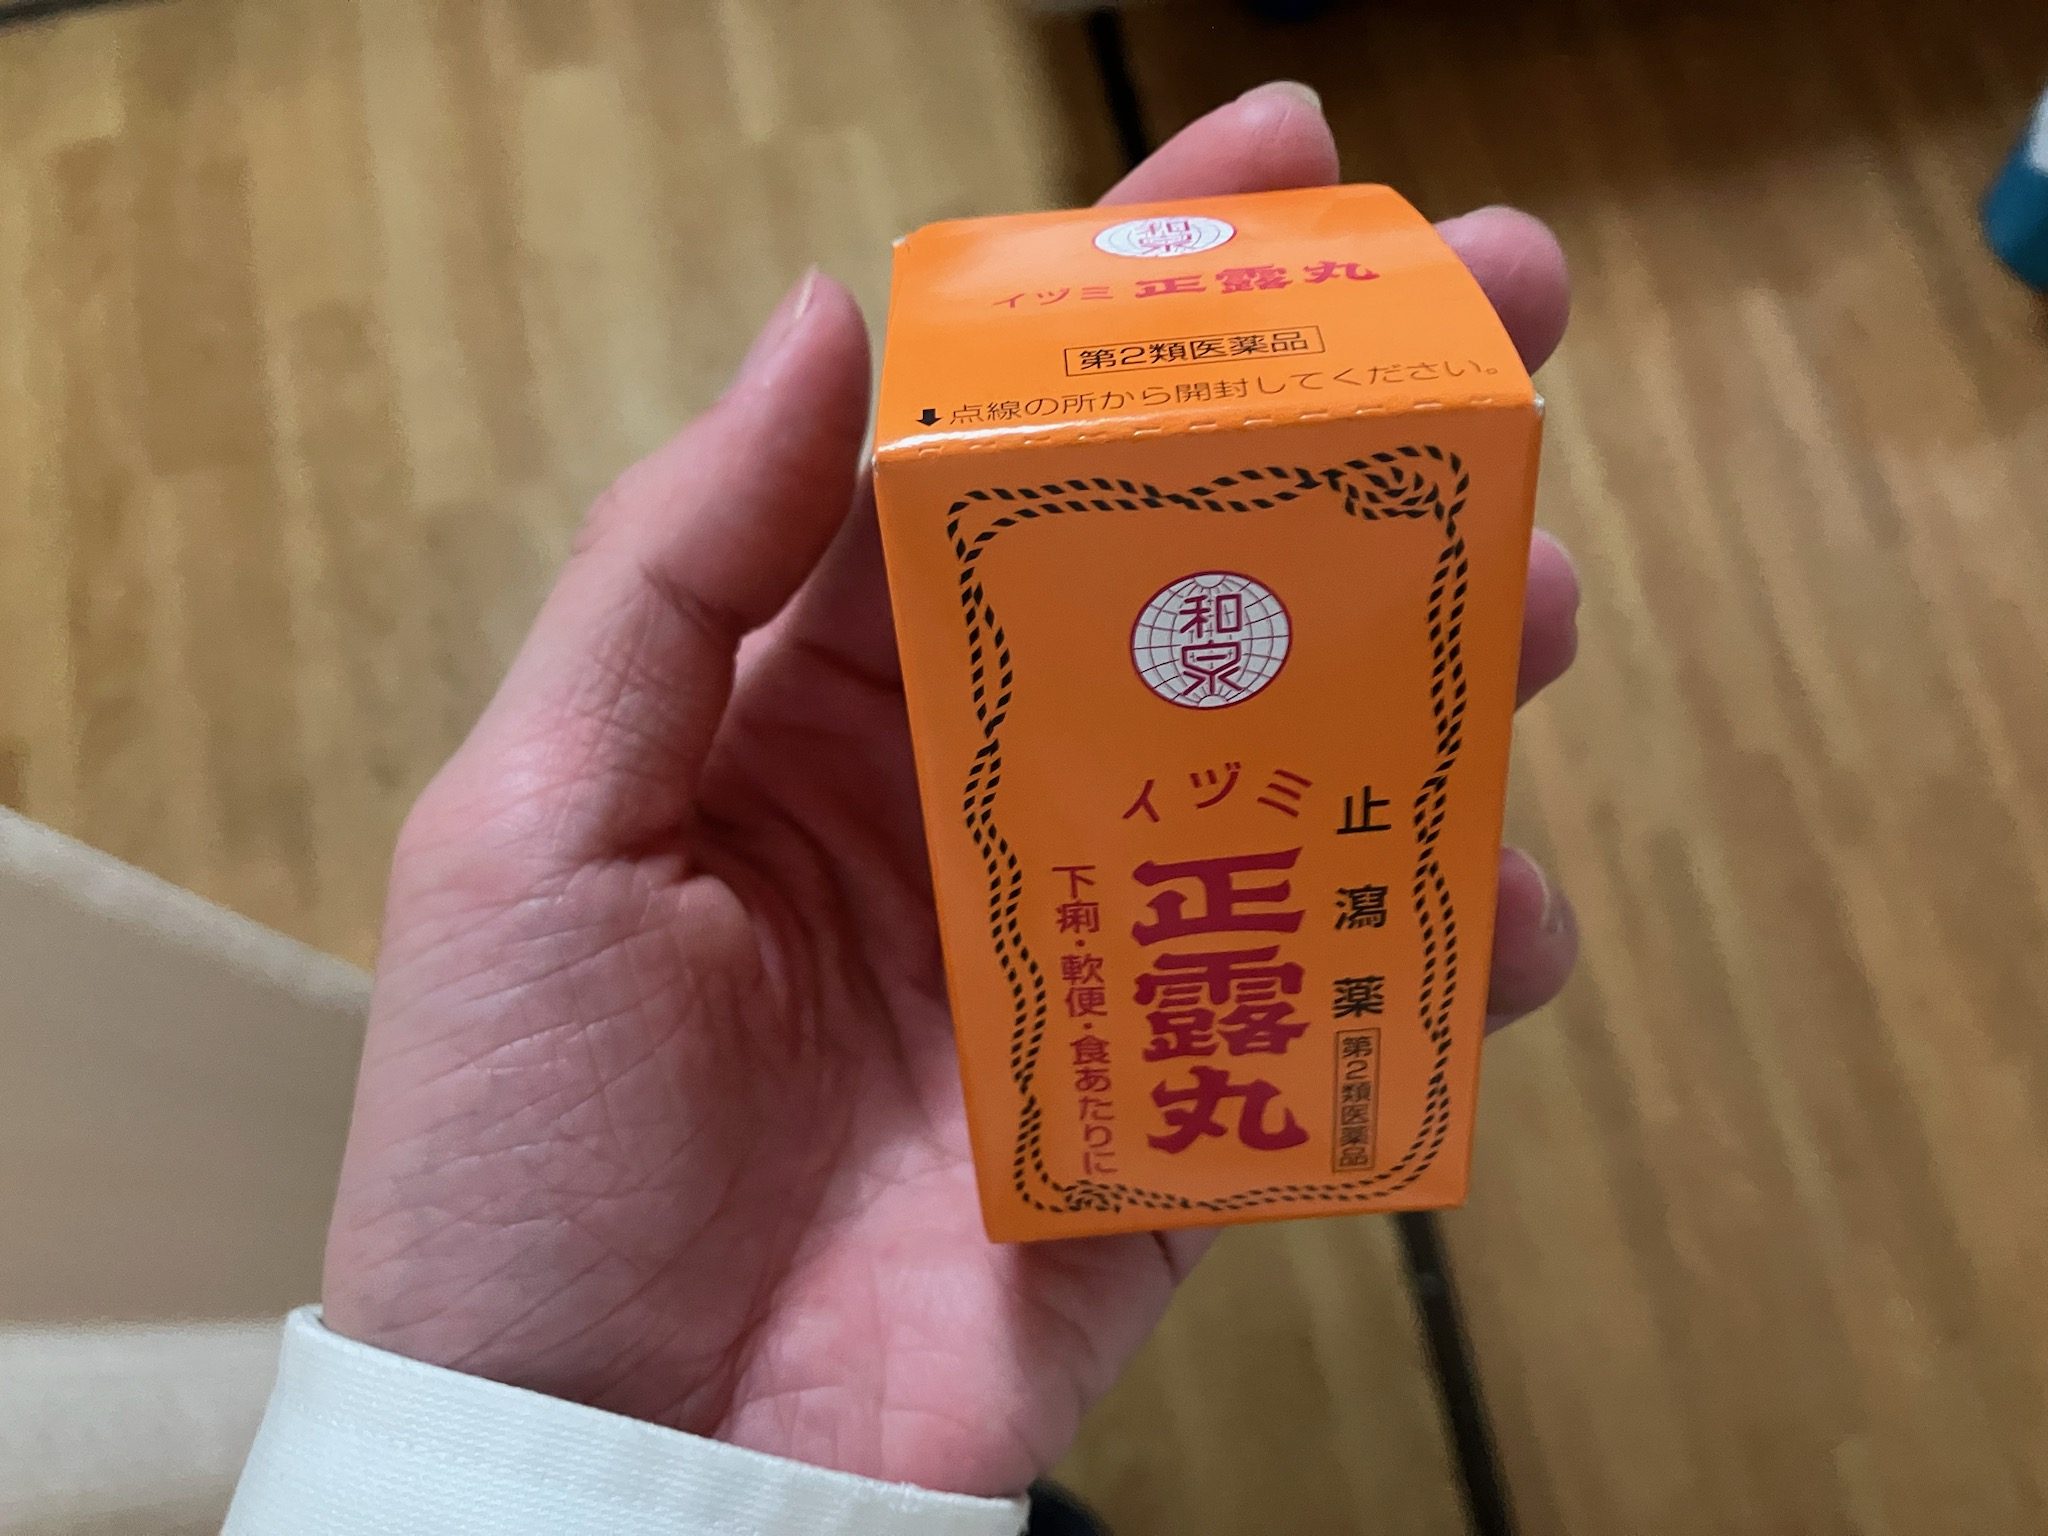 和泉
イヅミ 正露丸
第2類医薬品
⬇点線の所から開封してください。
和泉
イヅミ
止瀉薬
第2類医薬品
正露丸
下痢・軟便・食あたりに